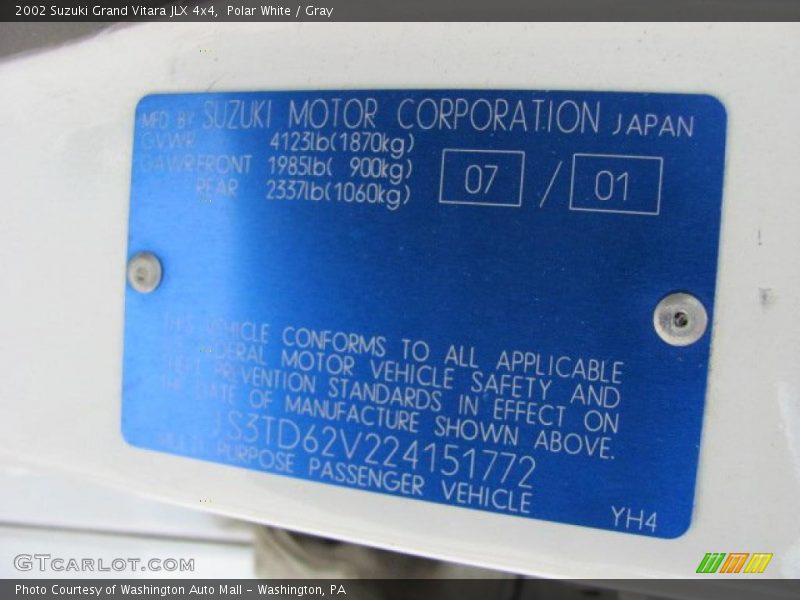 2002 Suzuki Grand Vitara JLX 4x4, Polar White / Gray
MFD BY SUZUKI MOTOR CORPORATION JAPAN
GVWR 4123lb(1870kg)
GAWRFRONT 1985lb( 900kg)
REAR 2337lb(1060kg)
07 / 01
THIS VEHICLE CONFORMS TO ALL APPLICABLE
FEDERAL MOTOR VEHICLE SAFETY AND
THEFT PREVENTION STANDARDS IN EFFECT ON
THE DATE OF MANUFACTURE SHOWN ABOVE.
JS3TD62V224151772
MULTI PURPOSE PASSENGER VEHICLE
YH4
GTcarlot.com
Photo Courtesy of Washington Auto Mall - Washington, PA